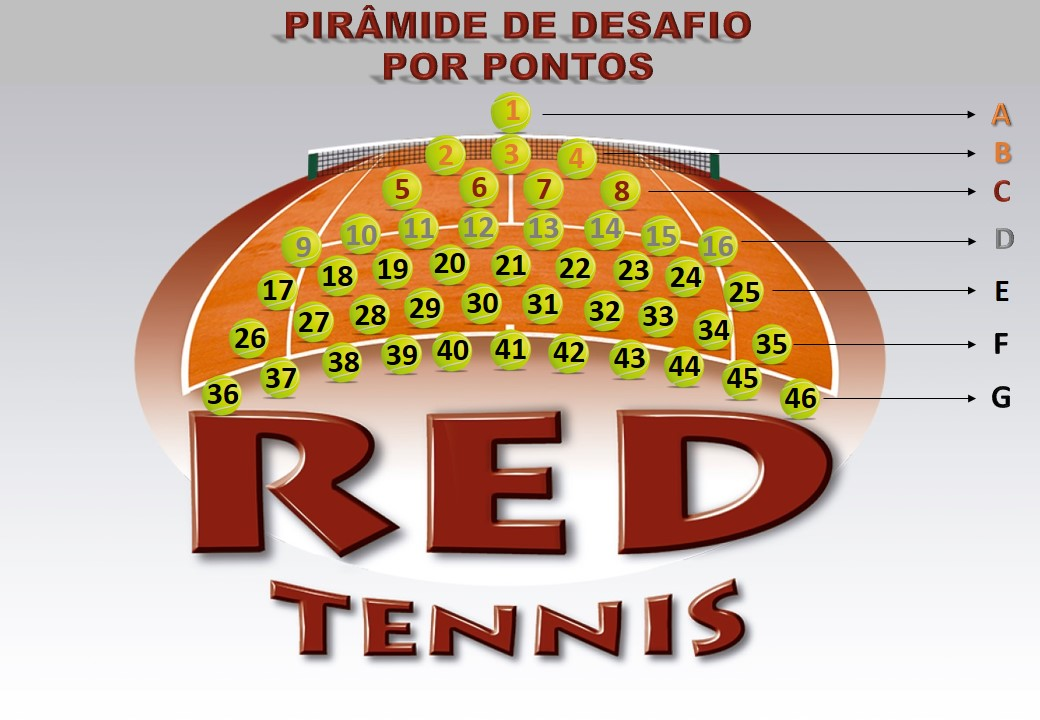 PIRÂMIDE DE DESAFIO
POR PONTOS
1 A
2 3 4 B
5 6 7 8 C
9 10 11 12 13 14 15 16 D
17 18 19 20 21 22 23 24 25 E
26 27 28 29 30 31 32 33 34 35 F
36 37 38 39 40 41 42 43 44 45 46 G
RED
TENNIS